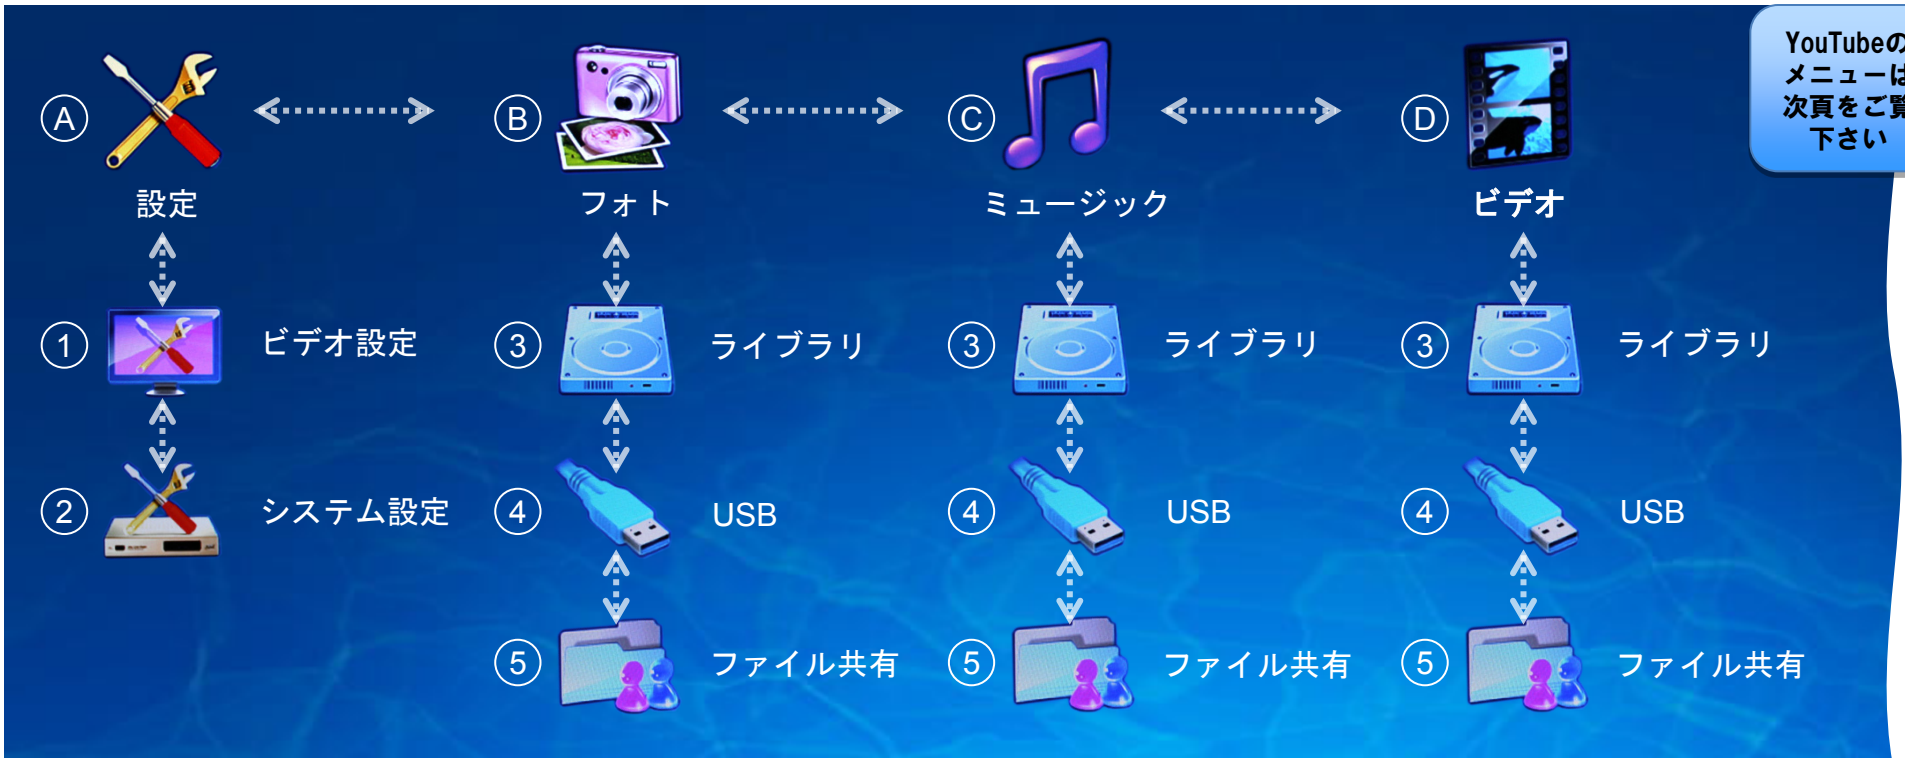 YouTubeの
メニューは
次頁をご覧
下さい
A
B
C
D
設定
フォト
ミュージック
ビデオ
1
ビデオ設定
3
ライブラリ
3
ライブラリ
3
ライブラリ
2
システム設定
4
USB
4
USB
4
USB
5
ファイル共有
5
ファイル共有
5
ファイル共有